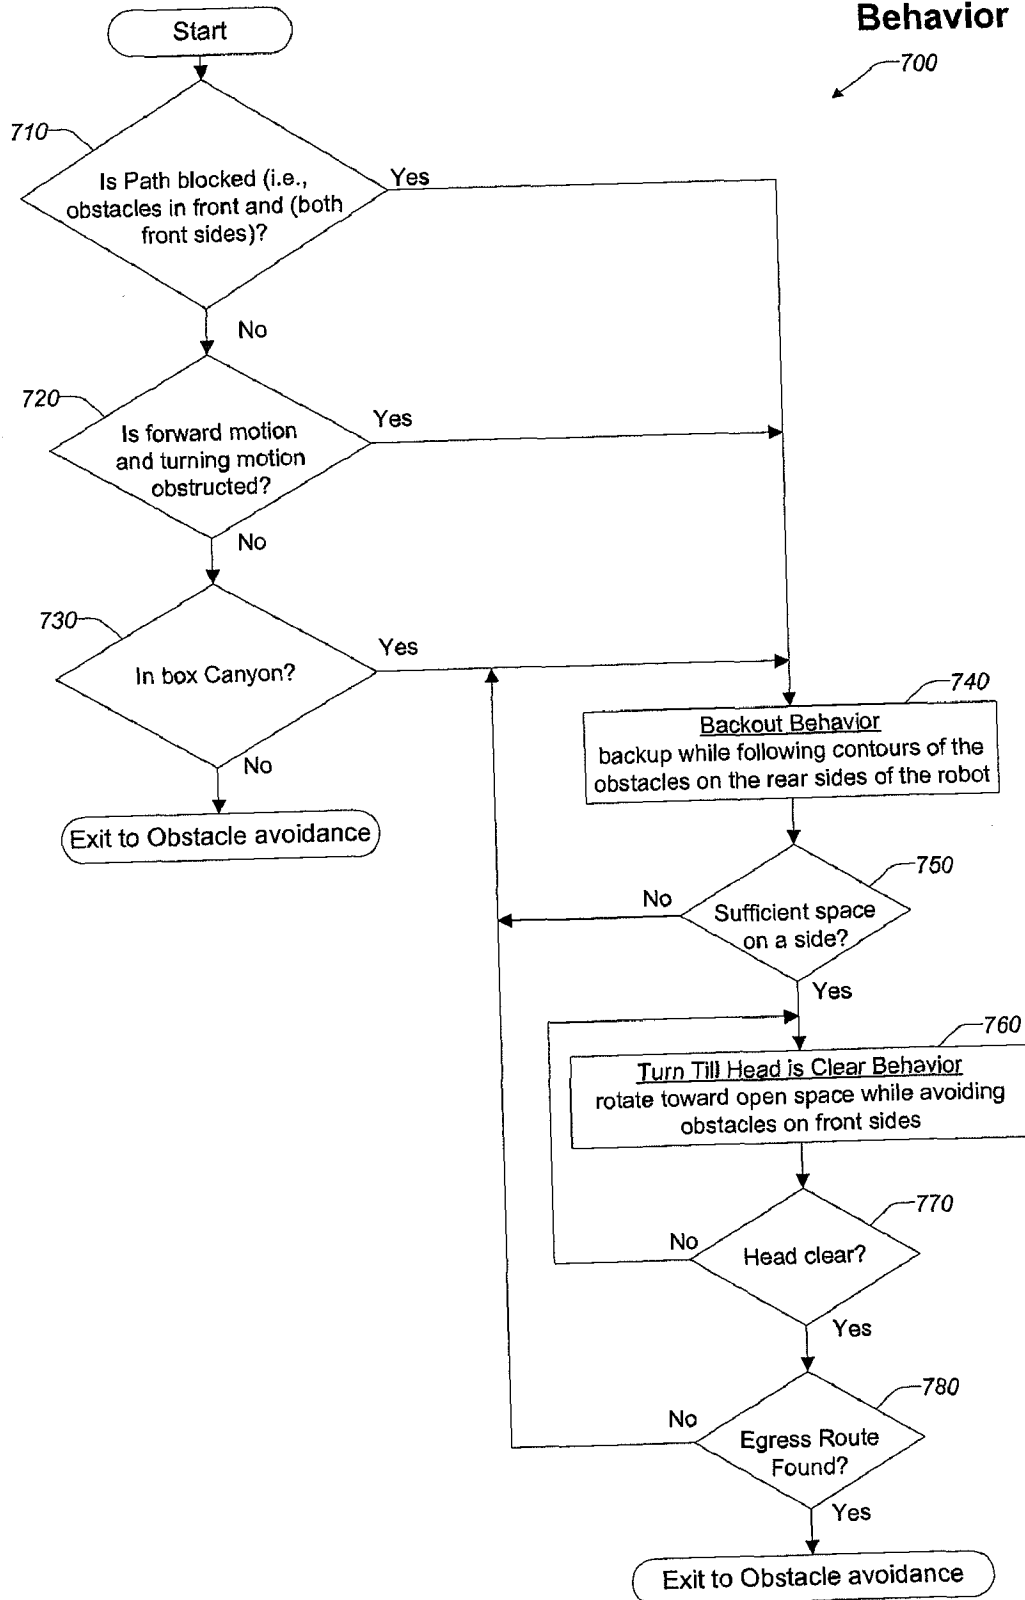 Behavior
700
Start
710
Is Path blocked (i.e.,
obstacles in front and (both
front sides)?
Yes
No
720
Is forward motion
and turning motion
obstructed?
Yes
No
730
In box Canyon?
Yes
No
Exit to Obstacle avoidance
740
Backout Behavior
backup while following contours of the
obstacles on the rear sides of the robot
750
Sufficient space
on a side?
No
Yes
760
Turn Till Head is Clear Behavior
rotate toward open space while avoiding
obstacles on front sides
770
Head clear?
No
Yes
780
Egress Route
Found?
No
Yes
Exit to Obstacle avoidance